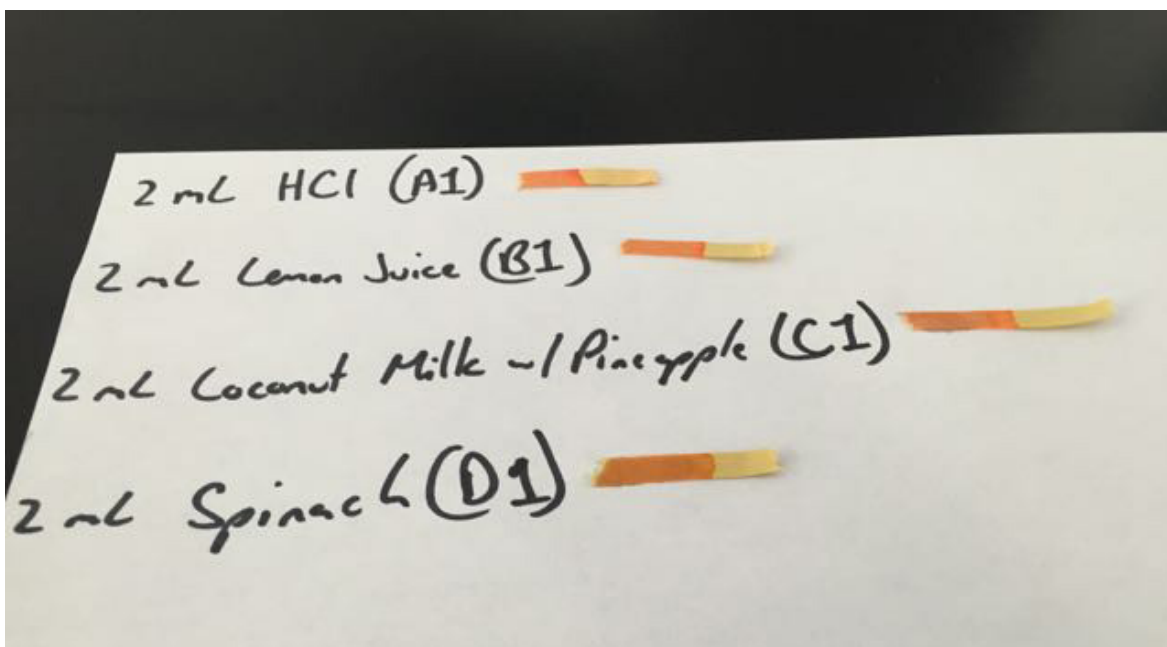 2 mL HCl (A1)
2 mL Lemon Juice (B1)
2 mL Coconut Milk w/ Pineapple (C1)
2 mL Spinach (D1)